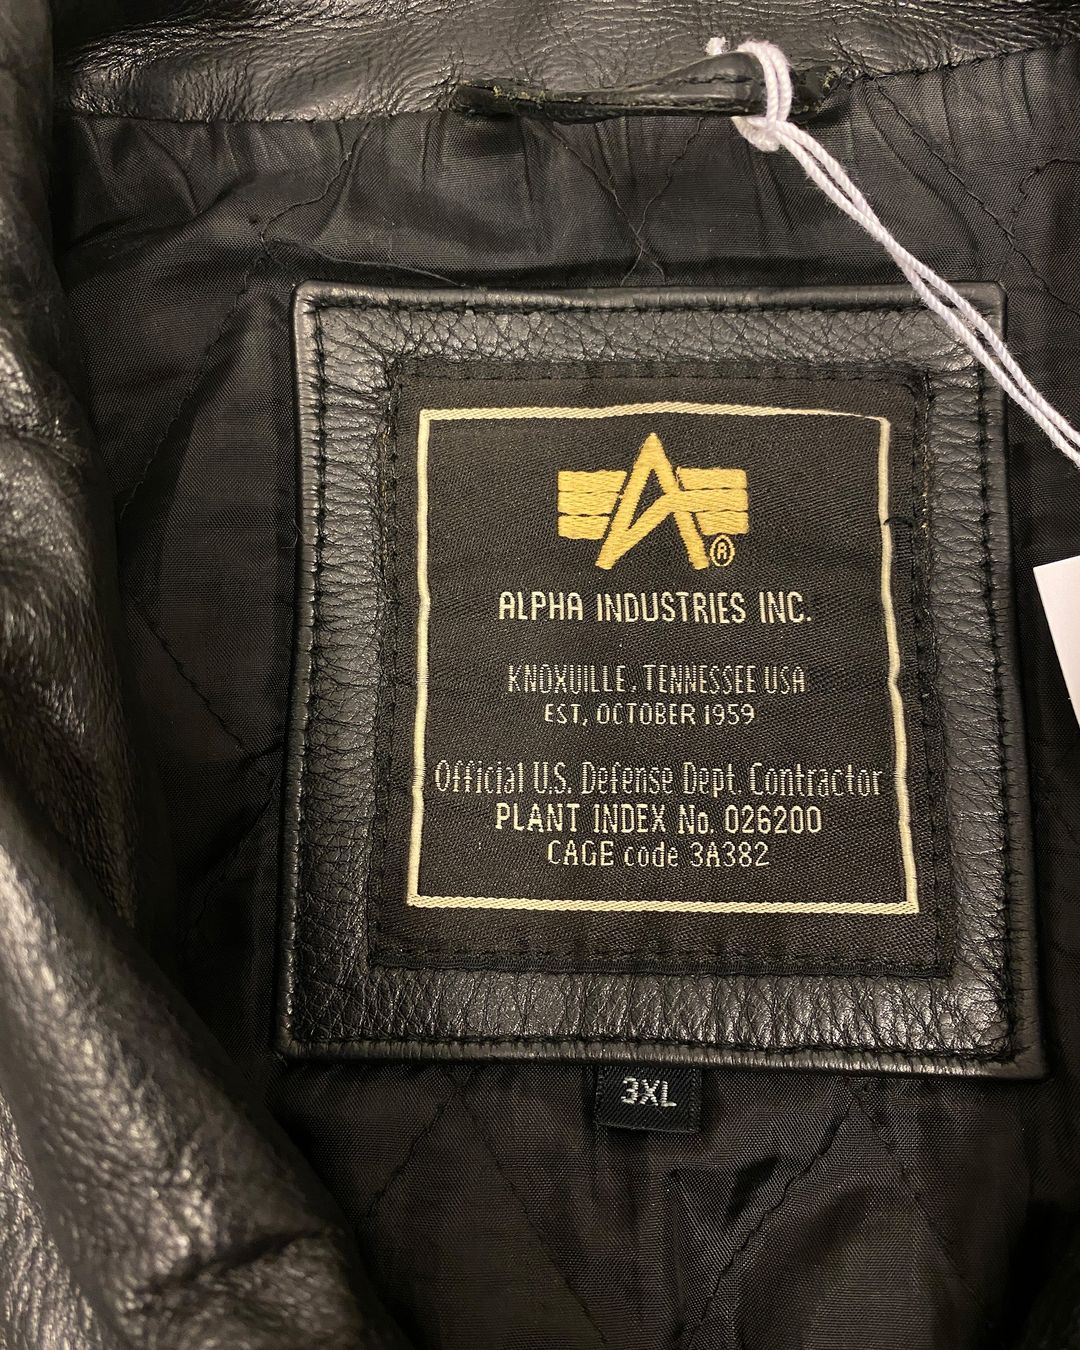 ®
ALPHA INDUSTRIES INC.
KNOXUILLE, TENNESSEE USA
EST, OCTOBER 1959
Official U.S. Defense Dept. Contractor
PLANT INDEX No. 026200
CAGE code 3A382
3XL